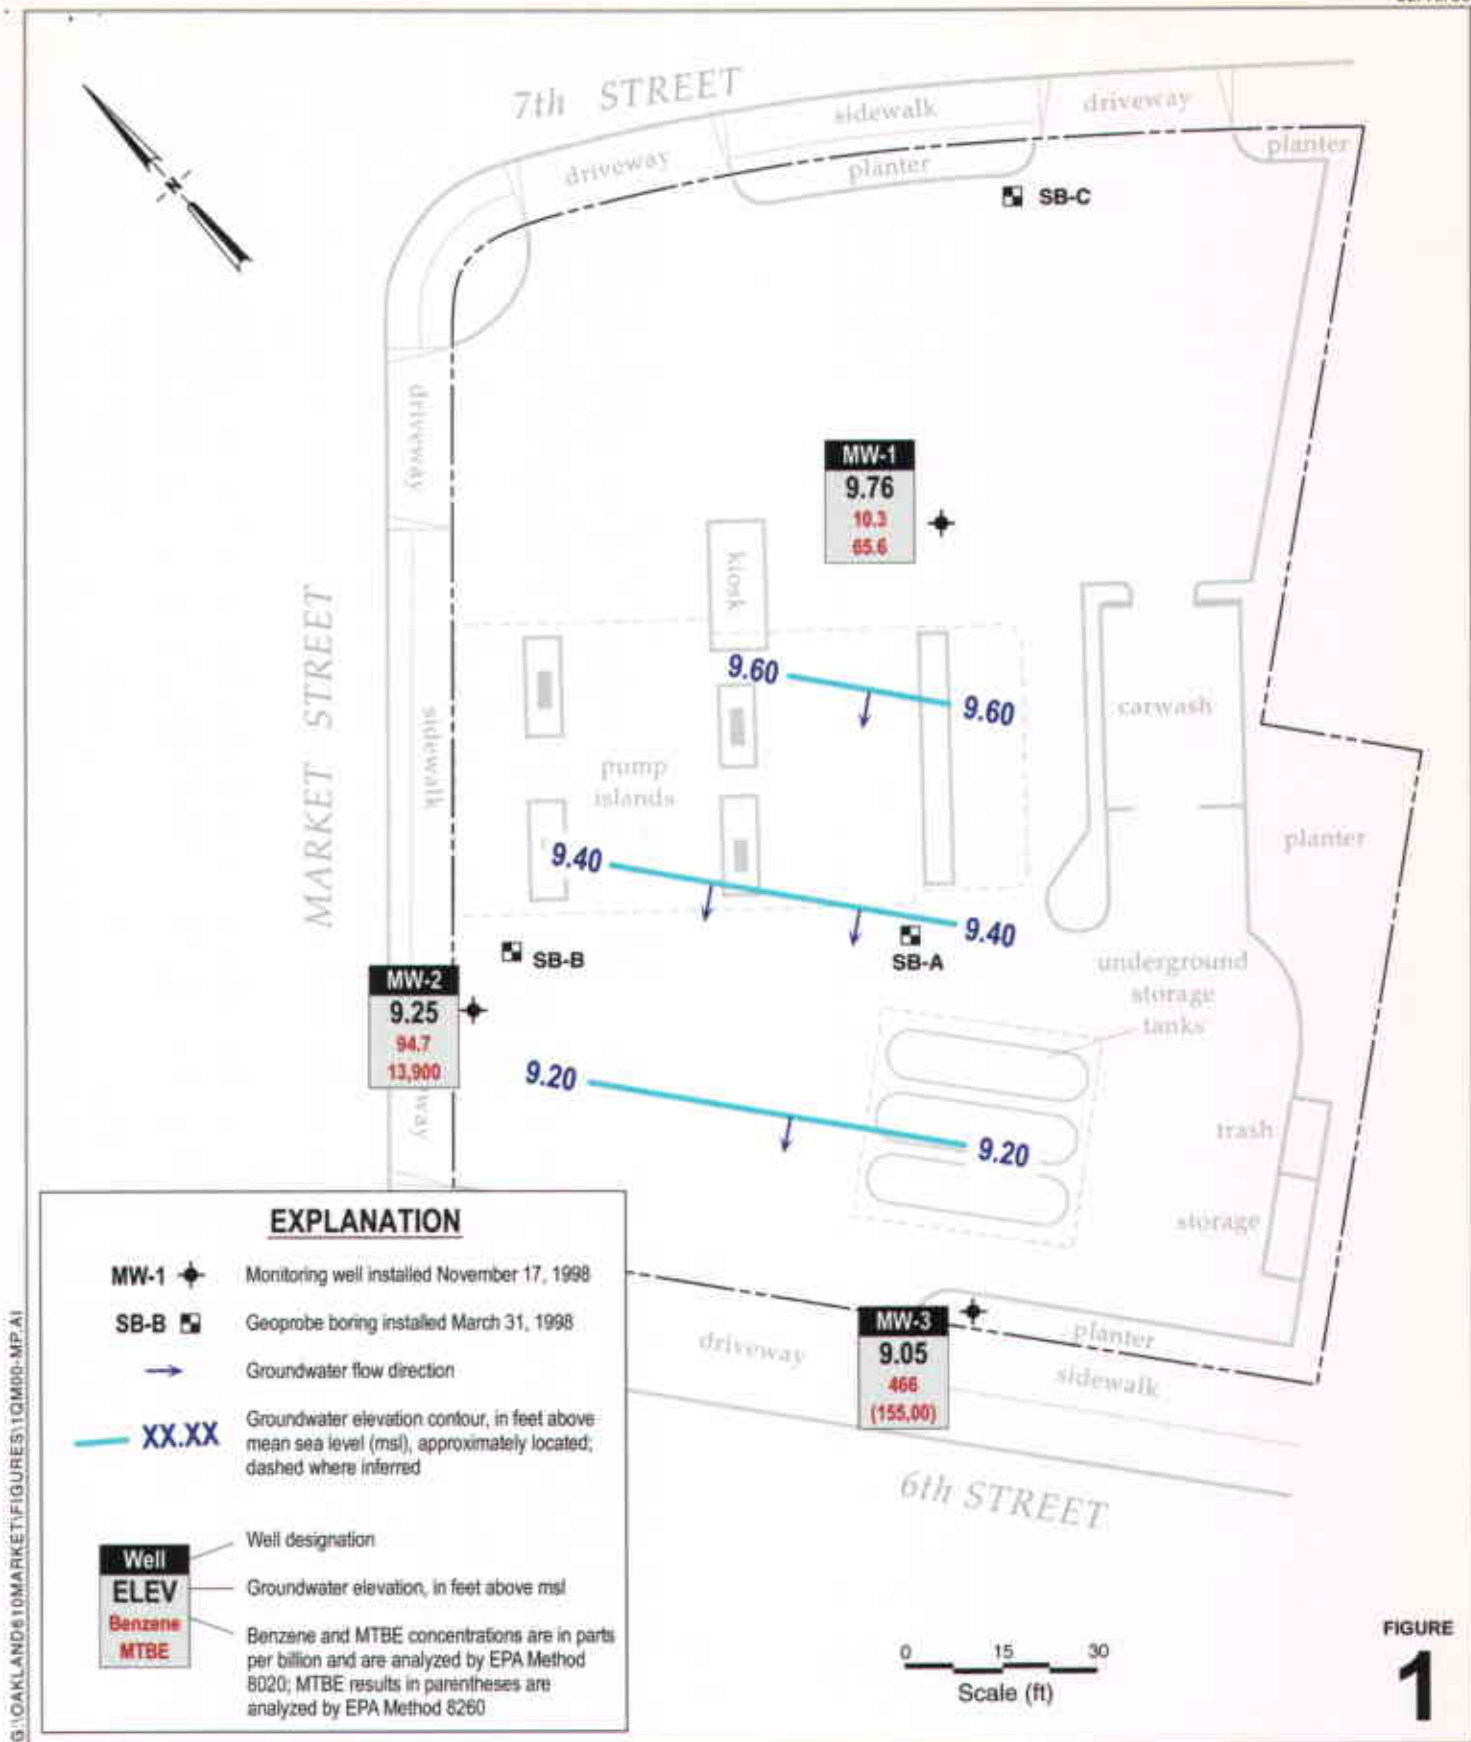 7th STREET
sidewalk
driveway
driveway
planter
planter
SB-C
N
driveway
MW-1
9.76
10.3
65.6
kiosk
MARKET STREET
sidewalk
9.60
9.60
carwash
pump
islands
planter
9.40
9.40
SB-B
SB-A
underground
storage
tanks
MW-2
9.25
94.7
13,900
way
9.20
9.20
trash
storage
EXPLANATION
MW-1 Monitoring well installed November 17, 1998
SB-B Geoprobe boring installed March 31, 1998
Groundwater flow direction
XX.XX
Groundwater elevation contour, in feet above
mean sea level (msl), approximately located;
dashed where inferred
Well
ELEV
Benzene
MTBE
Well designation
Groundwater elevation, in feet above msl
Benzene and MTBE concentrations are in parts
per billion and are analyzed by EPA Method
8020; MTBE results in parentheses are
analyzed by EPA Method 8260
driveway
MW-3
9.05
466
(155,00)
planter
sidewalk
6th STREET
0 15 30
Scale (ft)
FIGURE
1
G:\OAKLAND610MARKET\FIGURES\1QM00-MP.AI